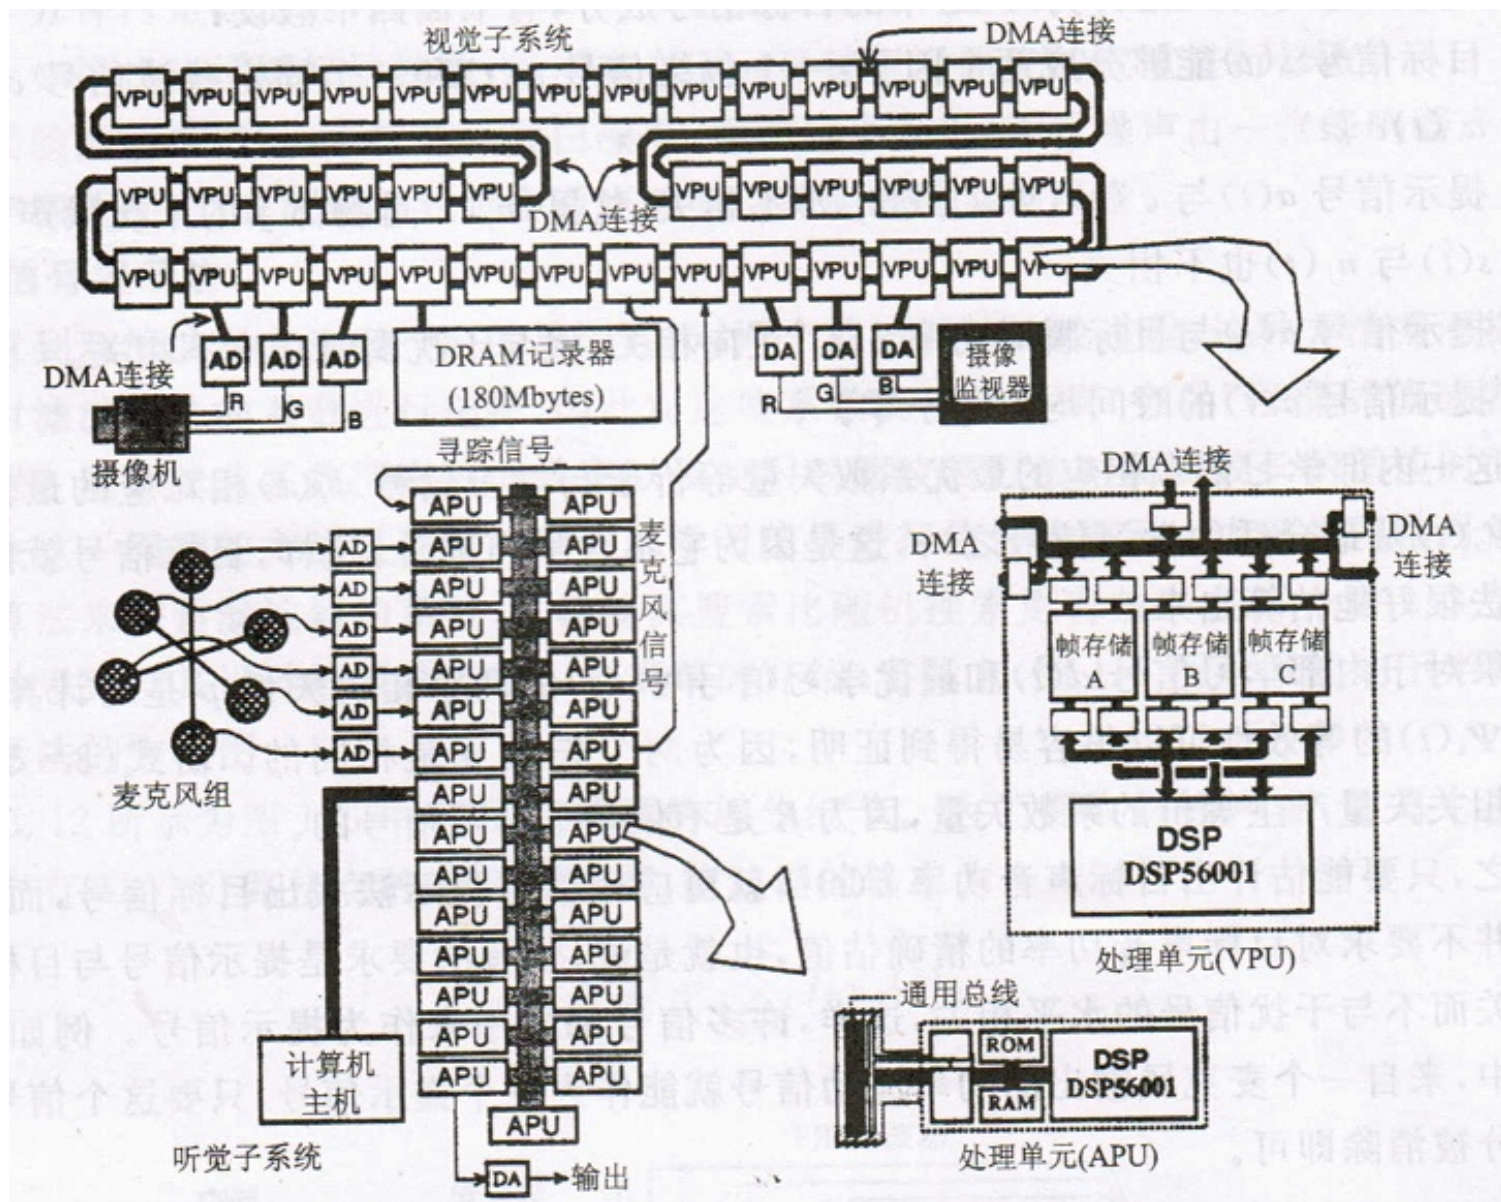 视觉子系统
DMA连接
VPU VPU VPU VPU VPU VPU VPU VPU VPU VPU VPU VPU VPU VPU
VPU VPU VPU VPU VPU VPU
VPU VPU VPU VPU VPU VPU
DMA连接
VPU VPU VPU VPU VPU VPU VPU VPU VPU VPU VPU VPU VPU VPU
AD AD AD
DMA连接
R G B
摄像机
DRAM记录器
(180Mbytes)
DA DA DA
R G B
摄像
监视器
寻踪信号
麦克风信号
APU APU
AD APU APU
AD APU APU
AD APU APU
AD APU APU
AD APU APU
AD APU APU
APU APU
APU APU
APU APU
APU APU
APU APU
APU APU
APU APU
APU APU
APU
麦克风组
计算机
主机
听觉子系统
DA
输出
DMA连接
DMA
连接
DMA
连接
帧存储
A
帧存储
B
帧存储
C
DSP
DSP56001
处理单元(VPU)
通用总线
ROM
RAM
DSP
DSP56001
处理单元(APU)